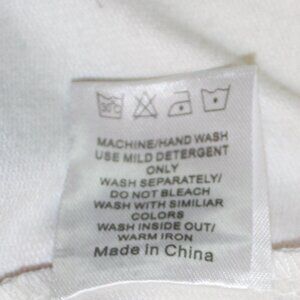 30°C
MACHINE/HAND WASH
USE MILD DETERGENT
ONLY
WASH SEPARATELY/
DO NOT BLEACH
WASH WITH SIMILIAR
COLORS
WASH INSIDE OUT/
WARM IRON
Made in China